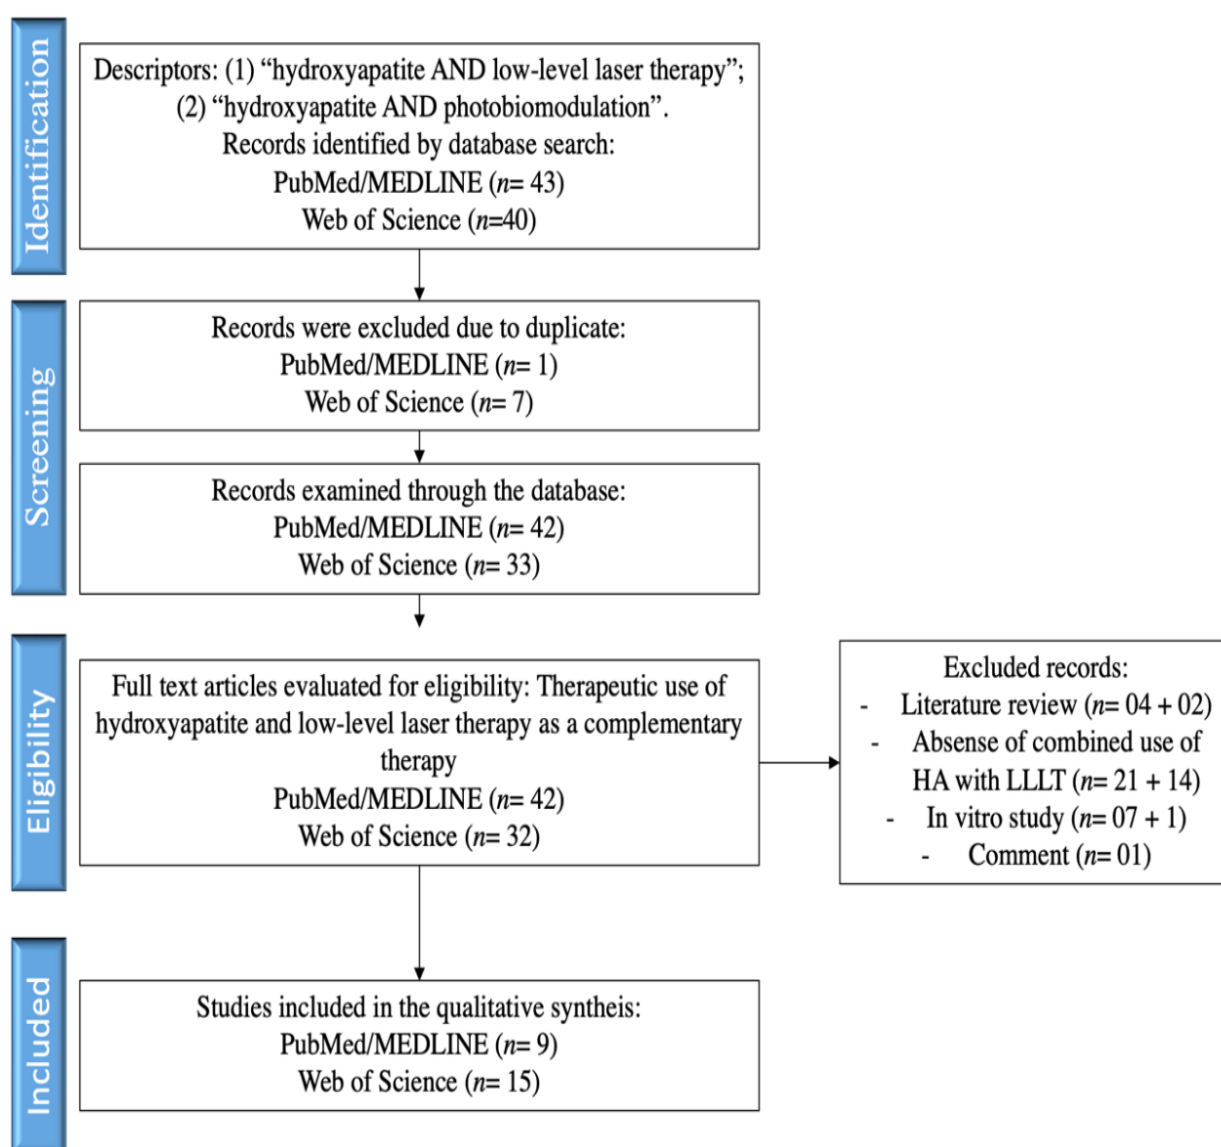 Identification
Descriptors: (1) “hydroxyapatite AND low-level laser therapy”;
(2) “hydroxyapatite AND photobiomodulation”.
Records identified by database search:
PubMed/MEDLINE (n= 43)
Web of Science (n=40)
Screening
Records were excluded due to duplicate:
PubMed/MEDLINE (n= 1)
Web of Science (n= 7)
Records examined through the database:
PubMed/MEDLINE (n= 42)
Web of Science (n= 33)
Eligibility
Full text articles evaluated for eligibility: Therapeutic use of
hydroxyapatite and low-level laser therapy as a complementary
therapy
PubMed/MEDLINE (n= 42)
Web of Science (n= 32)
Excluded records:
- Literature review (n= 04 + 02)
- Absense of combined use of
HA with LLLT (n= 21 + 14)
- In vitro study (n= 07 + 1)
- Comment (n= 01)
Included
Studies included in the qualitative syntheis:
PubMed/MEDLINE (n= 9)
Web of Science (n= 15)